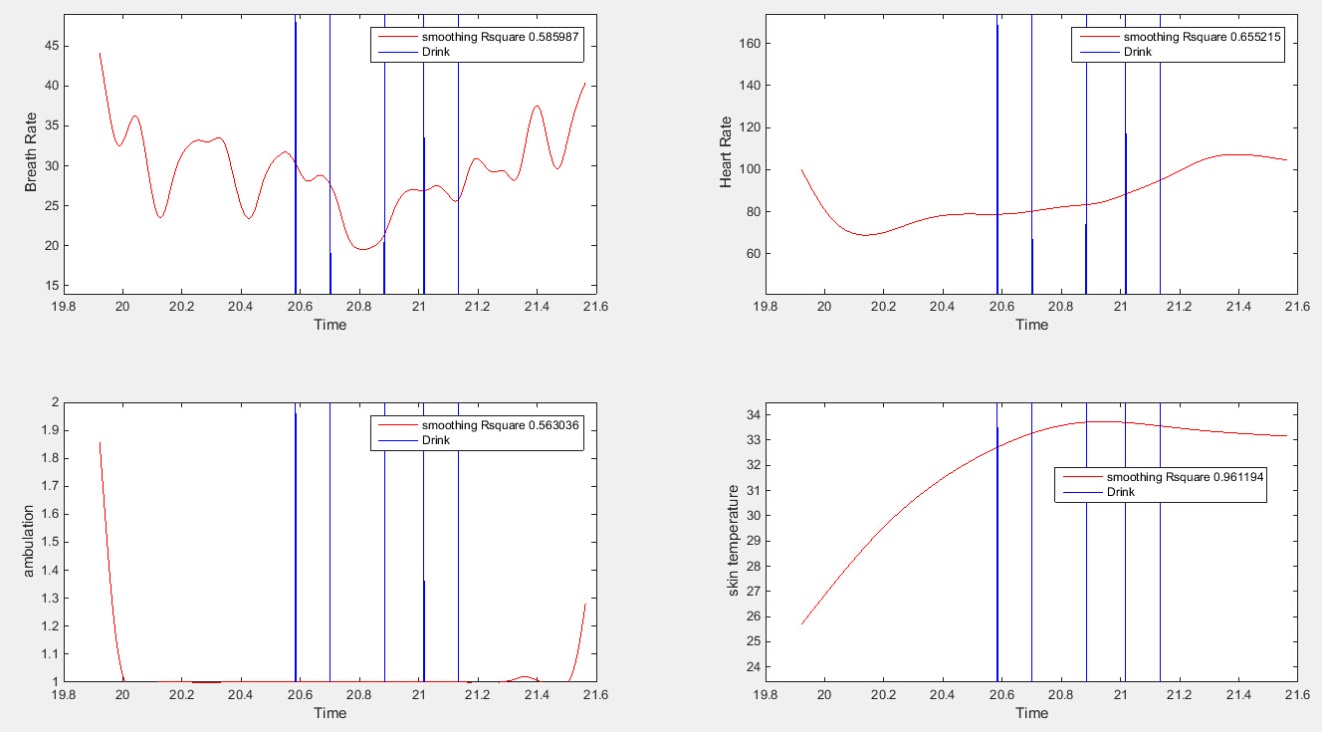 Breath Rate
45
40
35
30
25
20
15
smoothing Rsquare 0.585987
Drink
19.8 20 20.2 20.4 20.6 20.8 21 21.2 21.4 21.6
Time
Heart Rate
160
140
120
100
80
60
smoothing Rsquare 0.655215
Drink
19.8 20 20.2 20.4 20.6 20.8 21 21.2 21.4 21.6
Time
ambulation
2
1.9
1.8
1.7
1.6
1.5
1.4
1.3
1.2
1.1
1
smoothing Rsquare 0.563036
Drink
19.8 20 20.2 20.4 20.6 20.8 21 21.2 21.4 21.6
Time
skin temperature
34
33
32
31
30
29
28
27
26
25
24
smoothing Rsquare 0.961194
Drink
19.8 20 20.2 20.4 20.6 20.8 21 21.2 21.4 21.6
Time